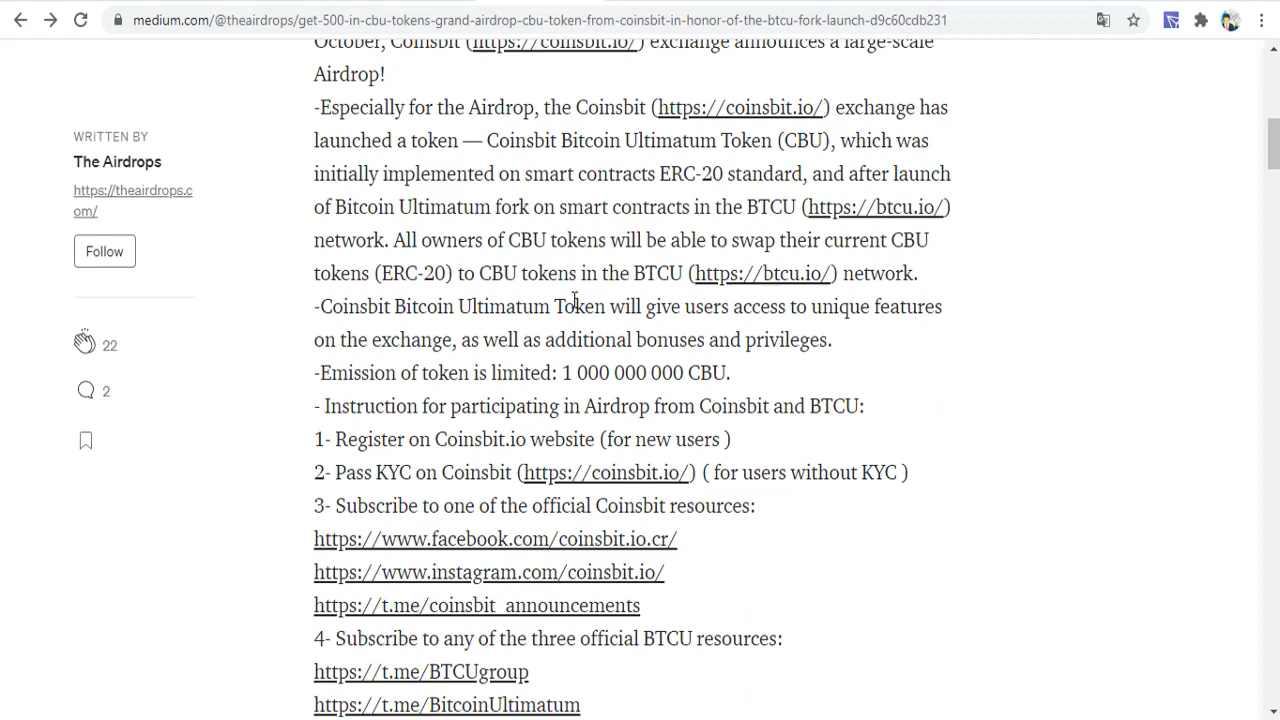 medium.com/@theairdrops/get-500-in-cbu-tokens-grand-airdrop-cbu-token-from-coinsbit-in-honor-of-the-btcu-fork-launch-d9c60cdb231
October, Coinsbit (https://coinsbit.io/) exchange announces a large-scale
Airdrop!
-Especially for the Airdrop, the Coinsbit (https://coinsbit.io/) exchange has
launched a token — Coinsbit Bitcoin Ultimatum Token (CBU), which was
initially implemented on smart contracts ERC-20 standard, and after launch
of Bitcoin Ultimatum fork on smart contracts in the BTCU (https://btcu.io/)
network. All owners of CBU tokens will be able to swap their current CBU
tokens (ERC-20) to CBU tokens in the BTCU (https://btcu.io/) network.
-Coinsbit Bitcoin Ultimatum Token will give users access to unique features
on the exchange, as well as additional bonuses and privileges.
-Emission of token is limited: 1 000 000 000 CBU.
- Instruction for participating in Airdrop from Coinsbit and BTCU:
1- Register on Coinsbit.io website (for new users )
2- Pass KYC on Coinsbit (https://coinsbit.io/) ( for users without KYC )
3- Subscribe to one of the official Coinsbit resources:
https://www.facebook.com/coinsbit.io.cr/
https://www.instagram.com/coinsbit.io/
https://t.me/coinsbit_announcements
4- Subscribe to any of the three official BTCU resources:
https://t.me/BTCUgroup
https://t.me/BitcoinUltimatum
WRITTEN BY
The Airdrops
https://theairdrops.c
om/
Follow
22
2